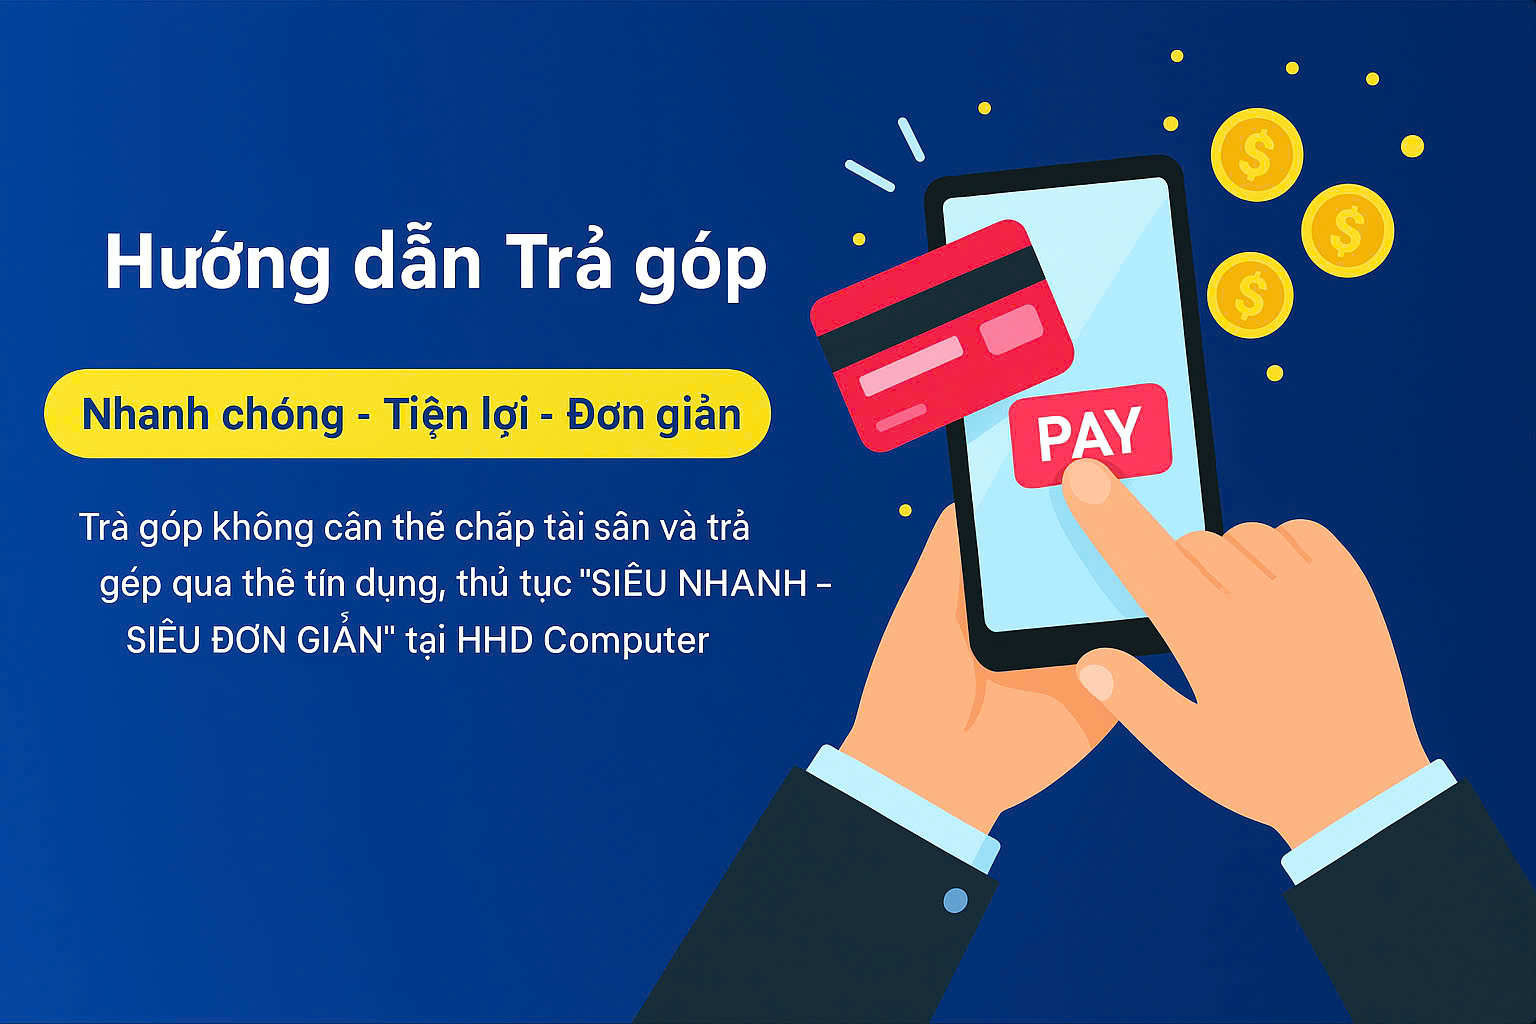 Hướng dẫn Trả góp
Nhanh chóng - Tiện lợi - Đơn giản
Trà góp không cân thẽ chãp tài sân và trả
gép qua thê tín dụng, thủ tục "SIÊU NHANH –
SIÊU ĐƠN GIẢN" tại HHD Computer
PAY
$
$
$